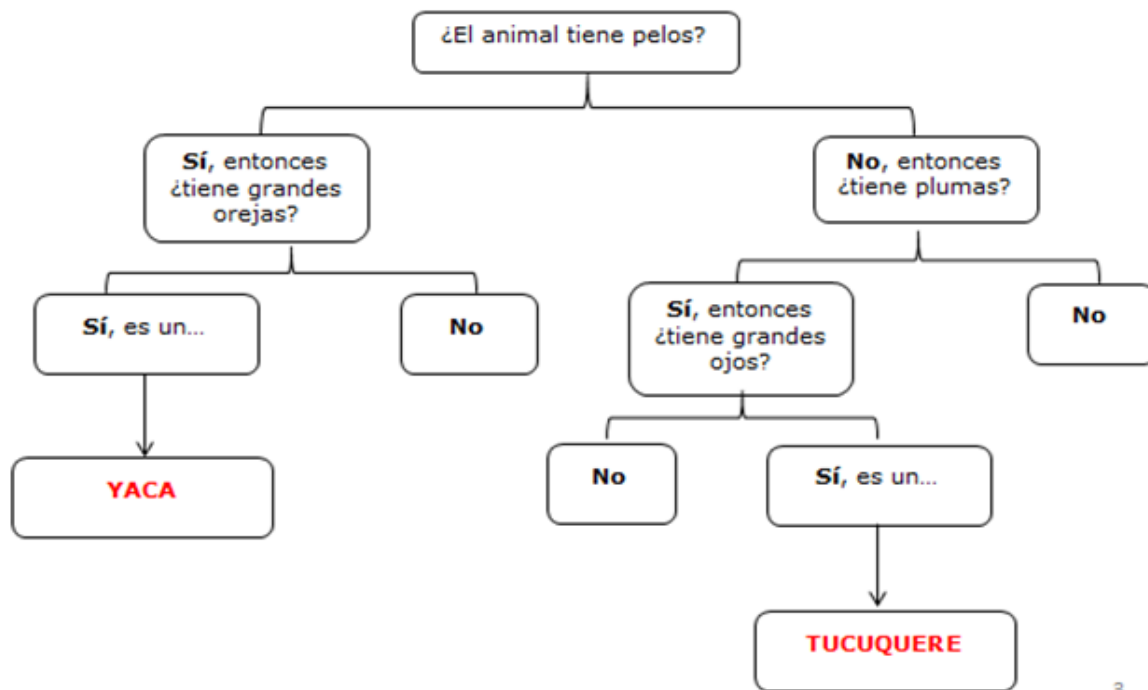 ¿El animal tiene pelos?
Sí, entonces
¿tiene grandes
orejas?
No, entonces
¿tiene plumas?
Sí, es un...
No
Sí, entonces
¿tiene grandes
ojos?
No
YACA
No
Sí, es un...
TUCUQUERE